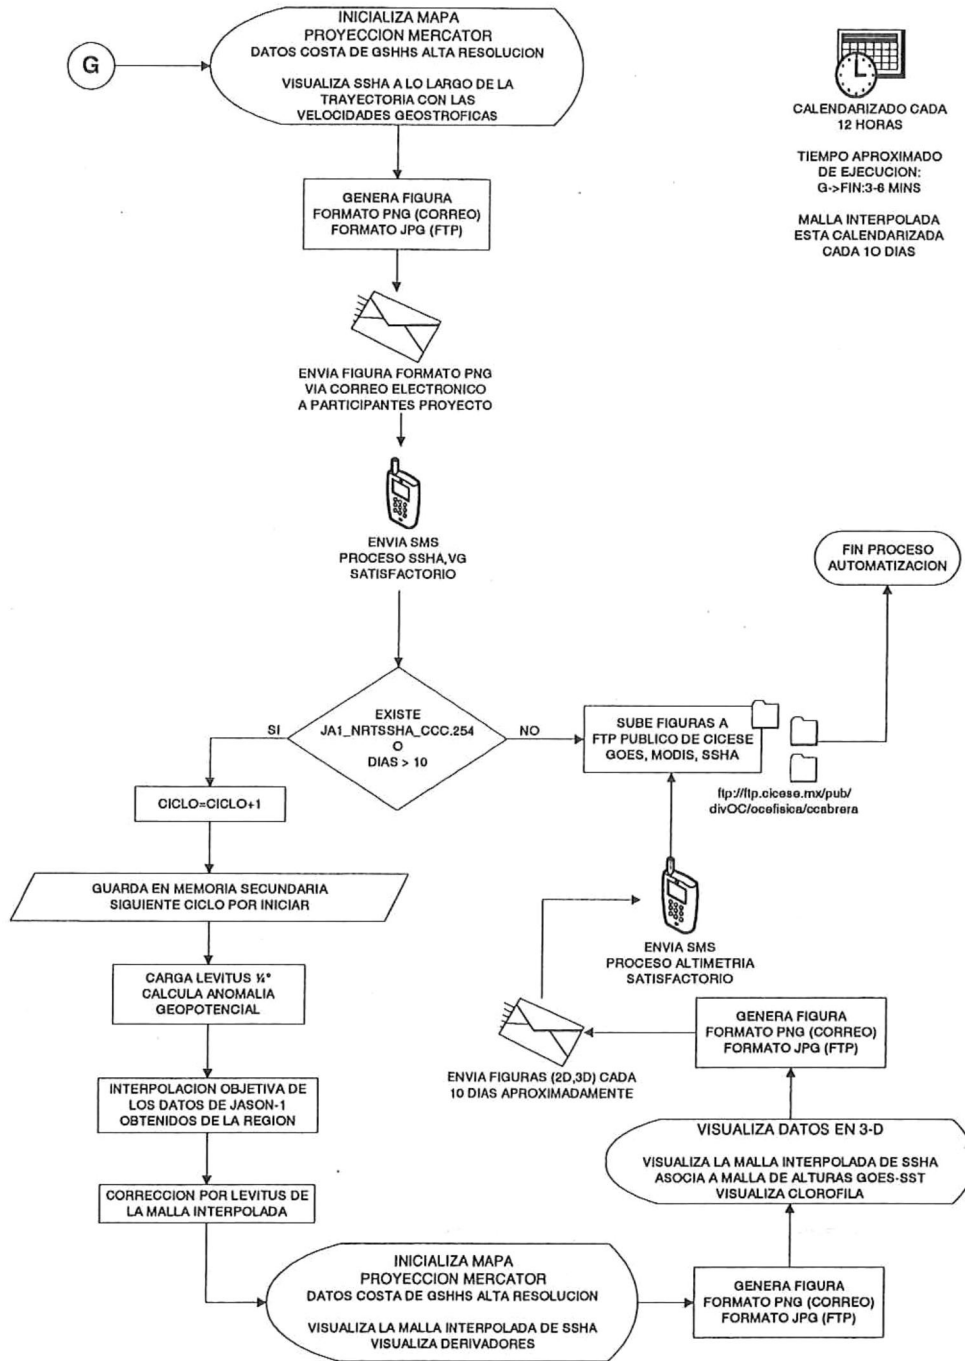 G
INICIALIZA MAPA
PROYECCION MERCATOR
DATOS COSTA DE GSHHS ALTA RESOLUCION
VISUALIZA SSHA A LO LARGO DE LA
TRAYECTORIA CON LAS
VELOCIDADES GEOSTROFICAS
CALENDARIZADO CADA
12 HORAS
TIEMPO APROXIMADO
DE EJECUCION:
G->FIN:3-6 MINS
MALLA INTERPOLADA
ESTA CALENDARIZADA
CADA 1O DIAS
GENERA FIGURA
FORMATO PNG (CORREO)
FORMATO JPG (FTP)
ENVIA FIGURA FORMATO PNG
VIA CORREO ELECTRONICO
A PARTICIPANTES PROYECTO
ENVIA SMS
PROCESO SSHA,VG
SATISFACTORIO
FIN PROCESO
AUTOMATIZACION
EXISTE
JA1_NRTSSHA_CCC.254
O
DIAS > 10
SI
NO
SUBE FIGURAS A
FTP PUBLICO DE CICESE
GOES, MODIS, SSHA
ftp://ftp.cicese.mx/pub/
divOC/ocefisica/ccabrera
CICLO=CICLO+1
GUARDA EN MEMORIA SECUNDARIA
SIGUIENTE CICLO POR INICIAR
CARGA LEVITUS ¼°
CALCULA ANOMALIA
GEOPOTENCIAL
INTERPOLACION OBJETIVA DE
LOS DATOS DE JASON-1
OBTENIDOS DE LA REGION
CORRECCION POR LEVITUS DE
LA MALLA INTERPOLADA
INICIALIZA MAPA
PROYECCION MERCATOR
DATOS COSTA DE GSHHS ALTA RESOLUCION
VISUALIZA LA MALLA INTERPOLADA DE SSHA
VISUALIZA DERIVADORES
GENERA FIGURA
FORMATO PNG (CORREO)
FORMATO JPG (FTP)
VISUALIZA DATOS EN 3-D
VISUALIZA LA MALLA INTERPOLADA DE SSHA
ASOCIA A MALLA DE ALTURAS GOES-SST
VISUALIZA CLOROFILA
GENERA FIGURA
FORMATO PNG (CORREO)
FORMATO JPG (FTP)
ENVIA FIGURAS (2D,3D) CADA
10 DIAS APROXIMADAMENTE
ENVIA SMS
PROCESO ALTIMETRIA
SATISFACTORIO